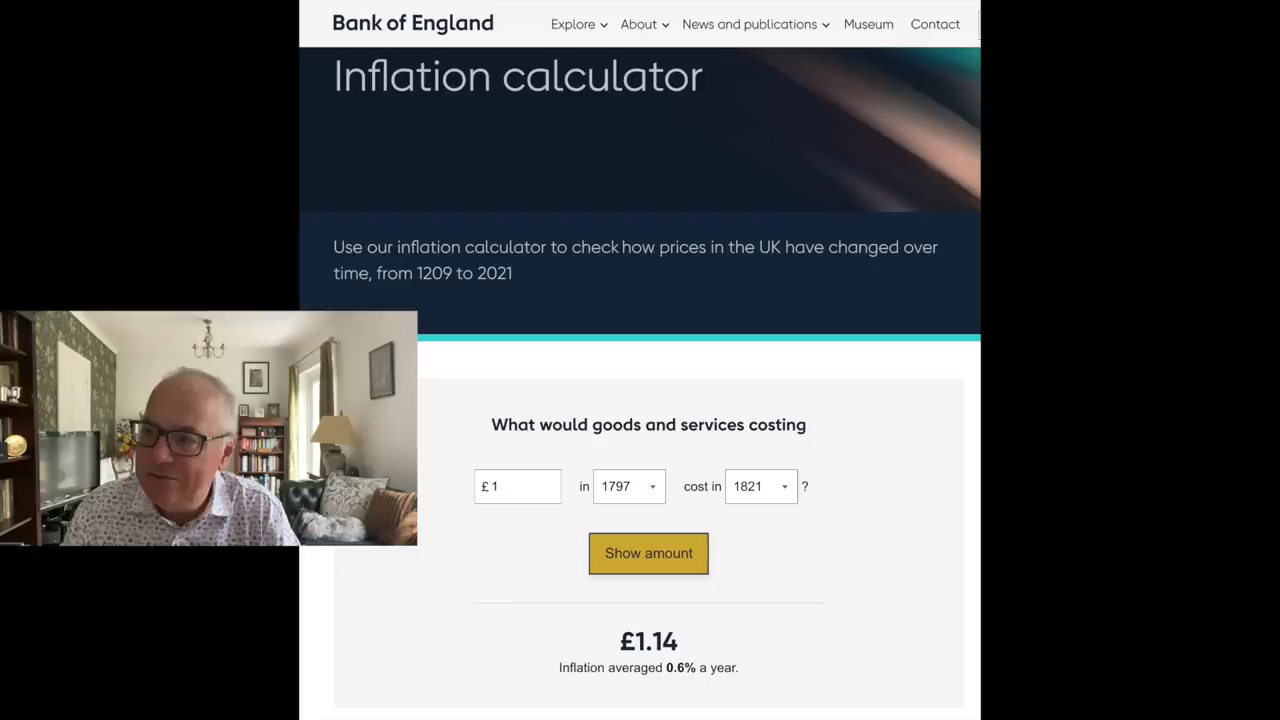 Bank of England
Explore About News and publications Museum Contact
Inflation calculator
Use our inflation calculator to check how prices in the UK have changed over
time, from 1209 to 2021
What would goods and services costing
£ 1 in 1797 cost in 1821 ?
Show amount
£1.14
Inflation averaged 0.6% a year.